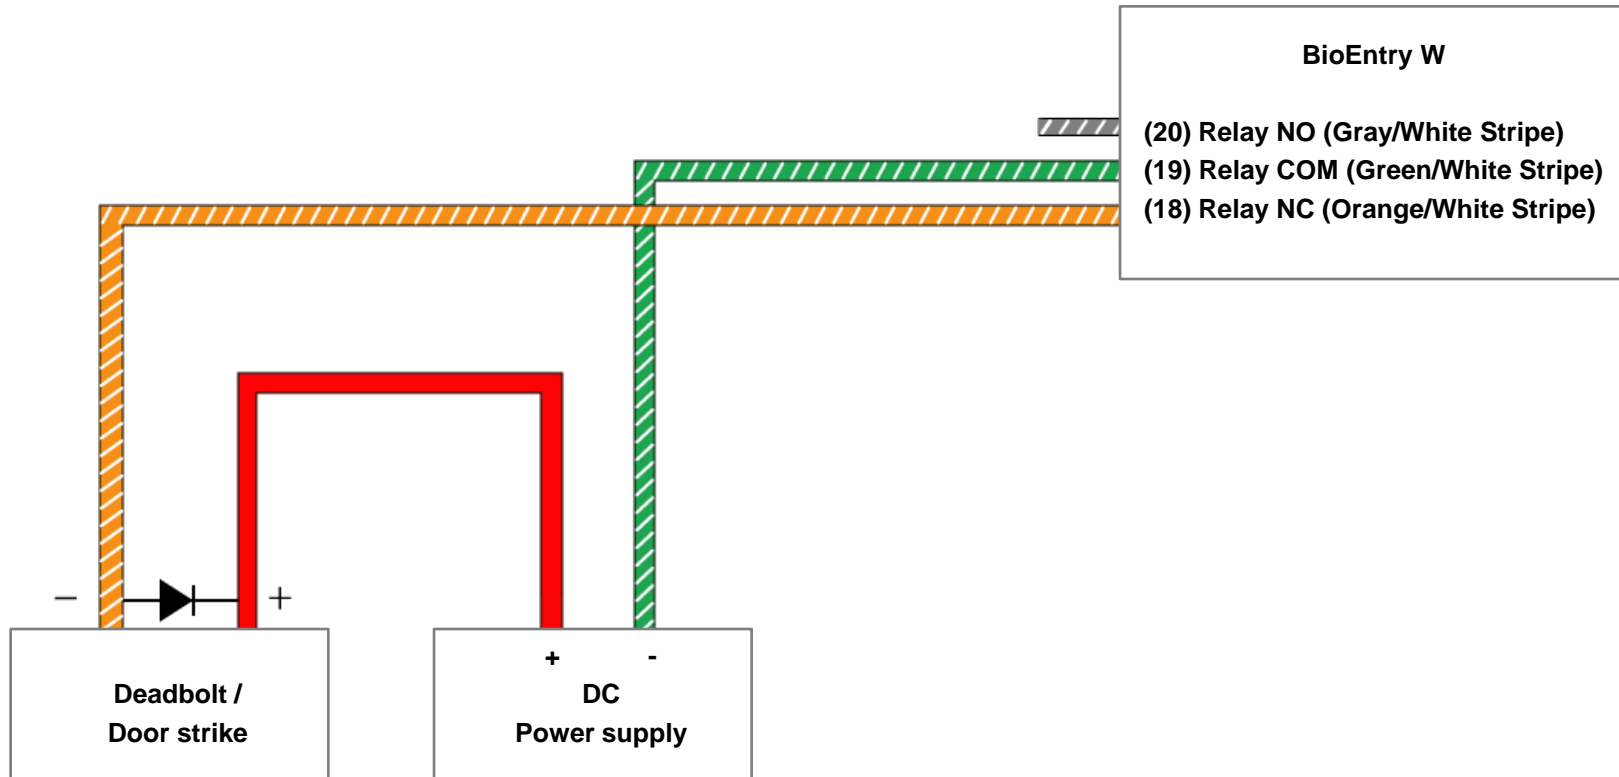 BioEntry W
(20) Relay NO (Gray/White Stripe)
(19) Relay COM (Green/White Stripe)
(18) Relay NC (Orange/White Stripe)
− +
+ -
Deadbolt /
Door strike
DC
Power supply